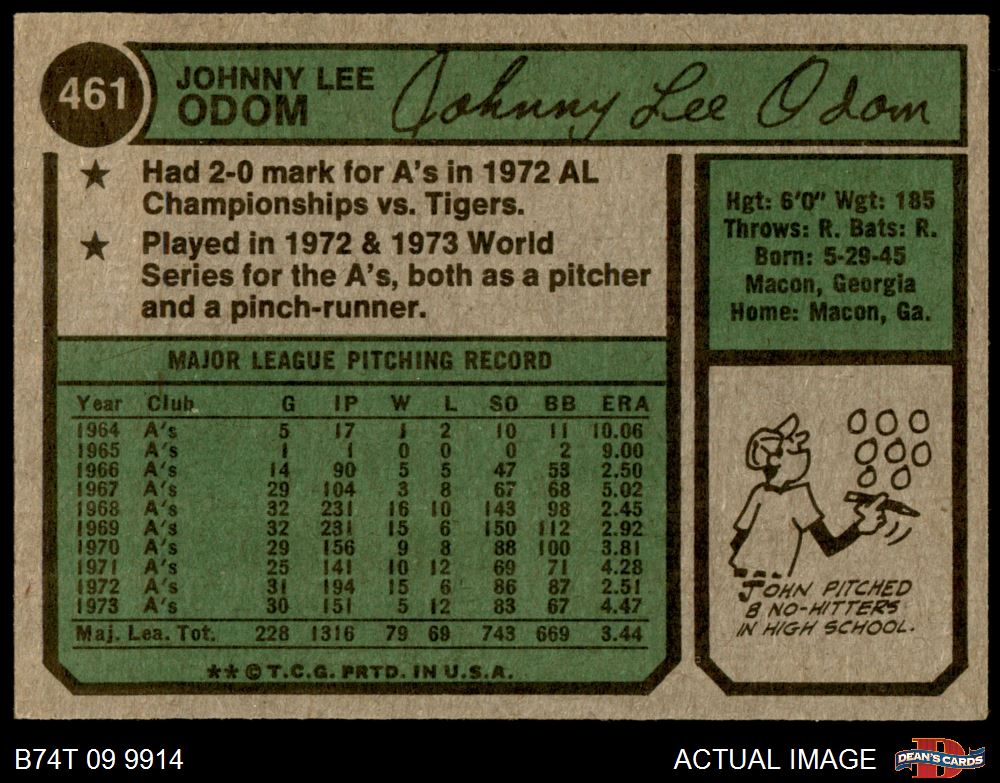 461
JOHNNY LEE
ODOM
Johnny Lee Odom
★ Had 2-0 mark for A's in 1972 AL
Championships vs. Tigers.
★ Played in 1972 & 1973 World
Series for the A's, both as a pitcher
and a pinch-runner.
Hgt: 6'0" Wgt: 185
Throws: R. Bats: R.
Born: 5-29-45
Macon, Georgia
Home: Macon, Ga.
MAJOR LEAGUE PITCHING RECORD
Year Club G IP W L SO BB ERA
1964 A's 5 17 1 2 10 11 10.06
1965 A's 1 1 0 0 0 2 9.00
1966 A's 14 90 5 5 47 53 2.50
1967 A's 29 104 3 8 67 68 5.02
1968 A's 32 231 16 10 143 98 2.45
1969 A's 32 231 15 6 150 112 2.92
1970 A's 29 156 9 8 88 100 3.81
1971 A's 25 141 10 12 69 71 4.28
1972 A's 31 194 15 6 86 87 2.51
1973 A's 30 151 5 12 83 67 4.47
Maj. Lea. Tot. 228 1316 79 69 743 669 3.44
**©T.C.G. PRTD. IN U.S.A.
JOHN PITCHED
8 NO-HITTERS
IN HIGH SCHOOL.
B74T 09 9914
ACTUAL IMAGE
D
DEAN'S CARDS